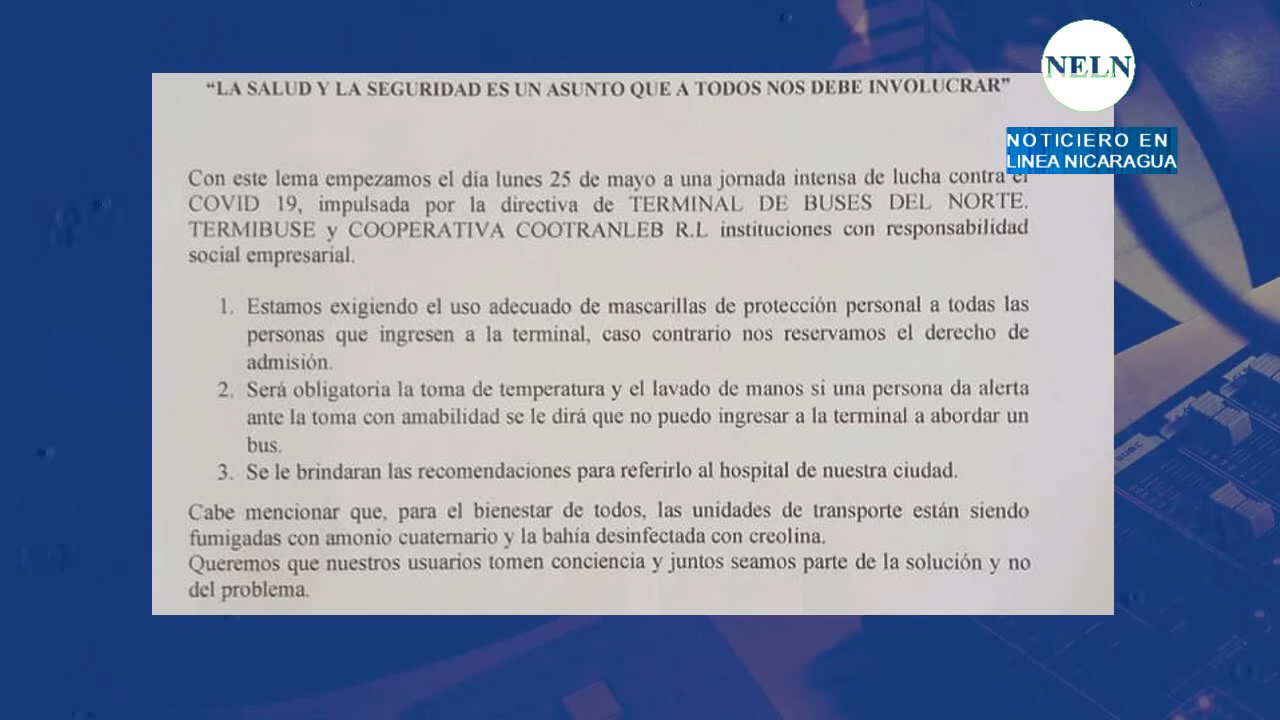 NELN
NOTICIERO EN
LINEA NICARAGUA
“LA SALUD Y LA SEGURIDAD ES UN ASUNTO QUE A TODOS NOS DEBE INVOLUCRAR”
Con este lema empezamos el día lunes 25 de mayo a una jornada intensa de lucha contra el
COVID 19, impulsada por la directiva de TERMINAL DE BUSES DEL NORTE.
TERMIBUSE y COOPERATIVA COOTRANLEB R.L instituciones con responsabilidad
social empresarial.
1. Estamos exigiendo el uso adecuado de mascarillas de protección personal a todas las
personas que ingresen a la terminal, caso contrario nos reservamos el derecho de
admisión.
2. Será obligatoria la toma de temperatura y el lavado de manos si una persona da alerta
ante la toma con amabilidad se le dirá que no puedo ingresar a la terminal a abordar un
bus.
3. Se le brindaran las recomendaciones para referirlo al hospital de nuestra ciudad.
Cabe mencionar que, para el bienestar de todos, las unidades de transporte están siendo
fumigadas con amonio cuaternario y la bahía desinfectada con creolina.
Queremos que nuestros usuarios tomen conciencia y juntos seamos parte de la solución y no
del problema.